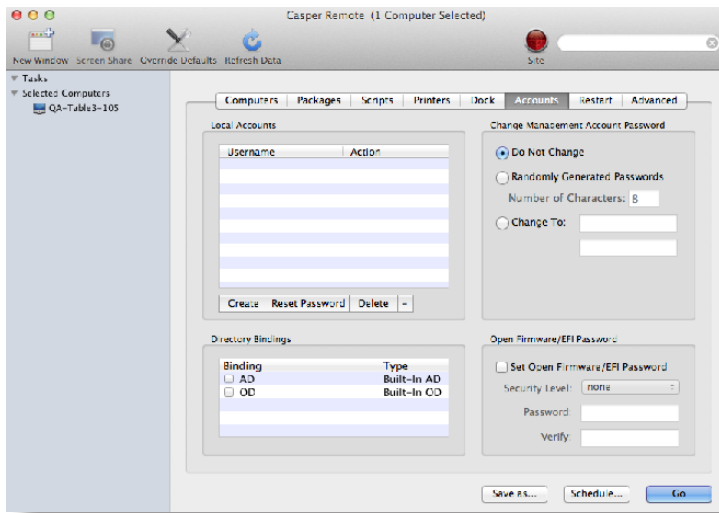 Casper Remote (1 Computer Selected)
New Window Screen Share Override Defaults Refresh Data Site
Tasks
Selected Computers
QA-Table3-105
Computers Packages Scripts Printers Dock Accounts Restart Advanced
Local Accounts
Username Action
Create Reset Password Delete -
Change Management Account Password
Do Not Change
Randomly Generated Passwords
Number of Characters: 8
Change To:
Directory Bindings
Binding Type
AD Built-In AD
OD Built-In OD
Open Firmware/EFI Password
Set Open Firmware/EFI Password
Security Level: none
Password:
Verify:
Save as... Schedule... Go